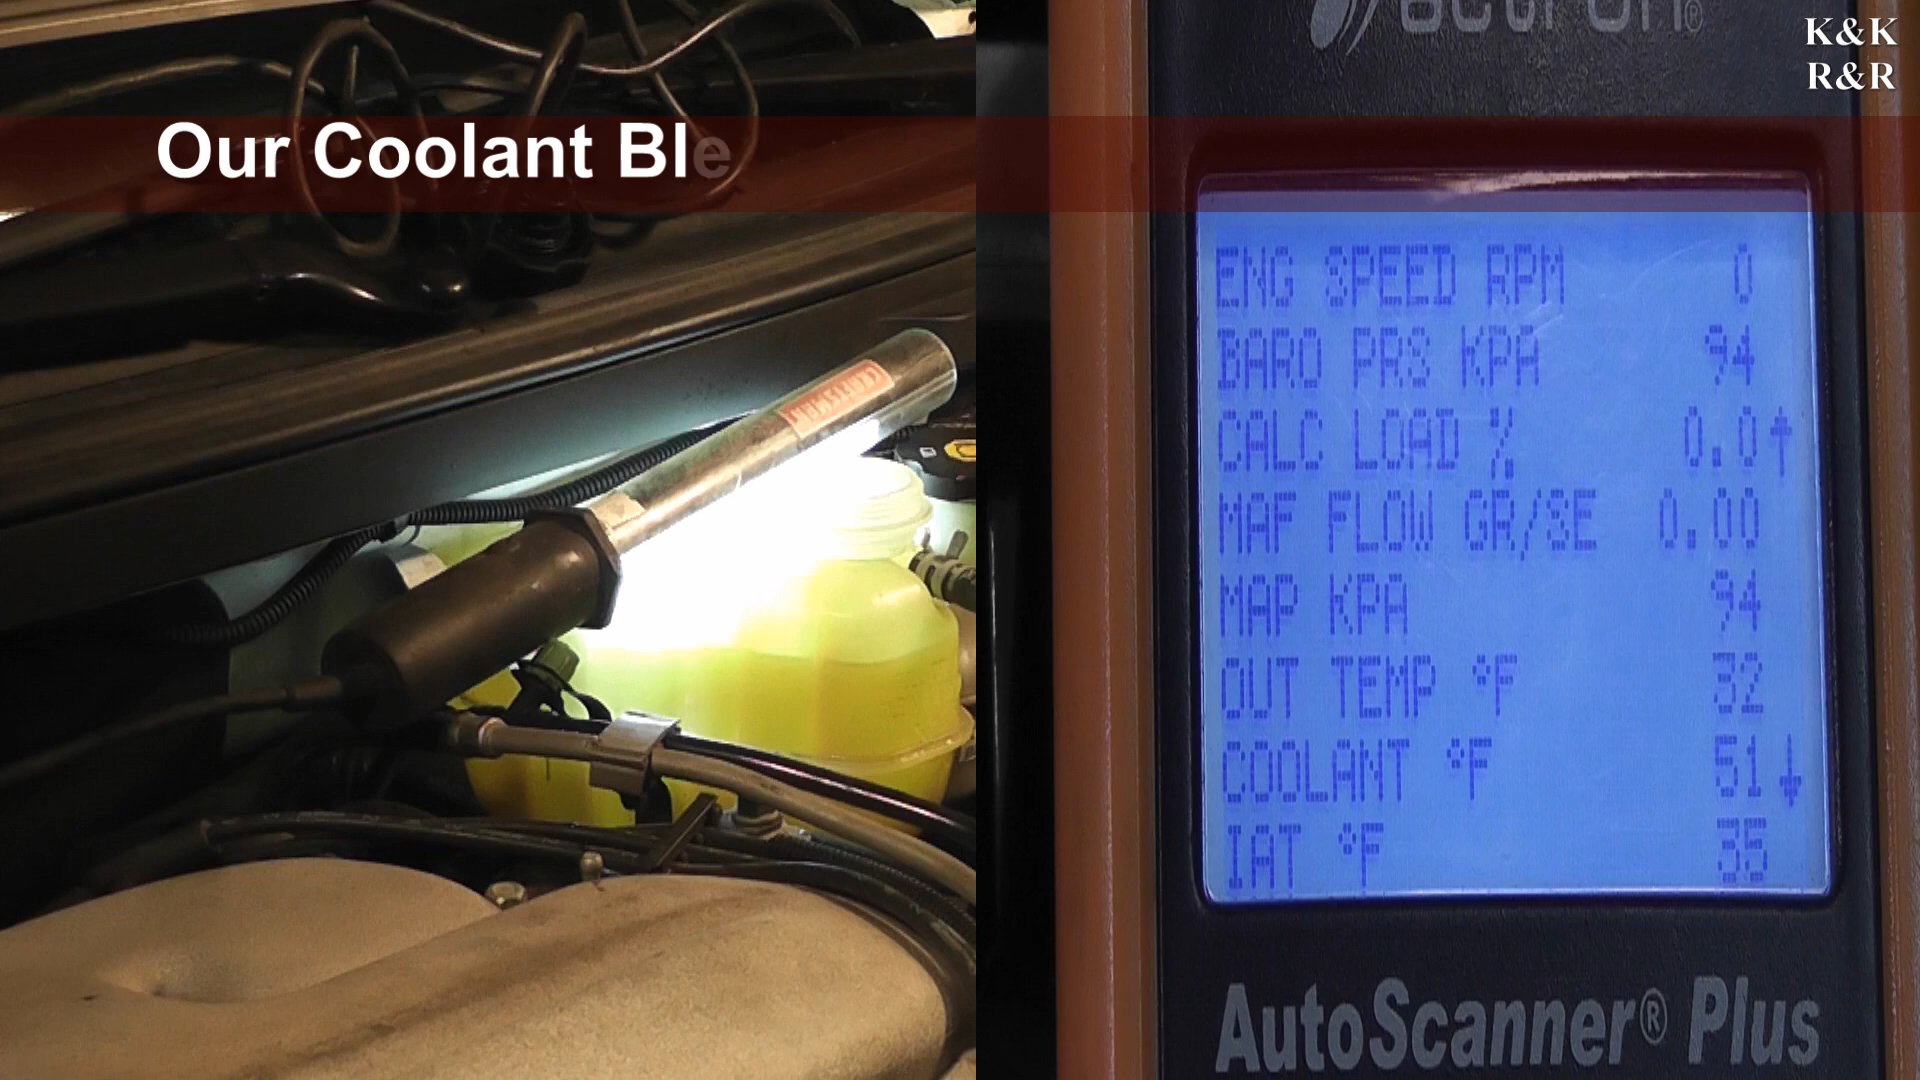 Our Coolant Ble
K&K
R&R
actron®
ENG SPEED RPM 0
BARO PRS KPA 94
CALC LOAD % 0.0↑
MAF FLOW GR/SE 0.00
MAP KPA 94
OUT TEMP °F 32
COOLANT °F 51↓
IAT °F 35
AutoScanner® Plus